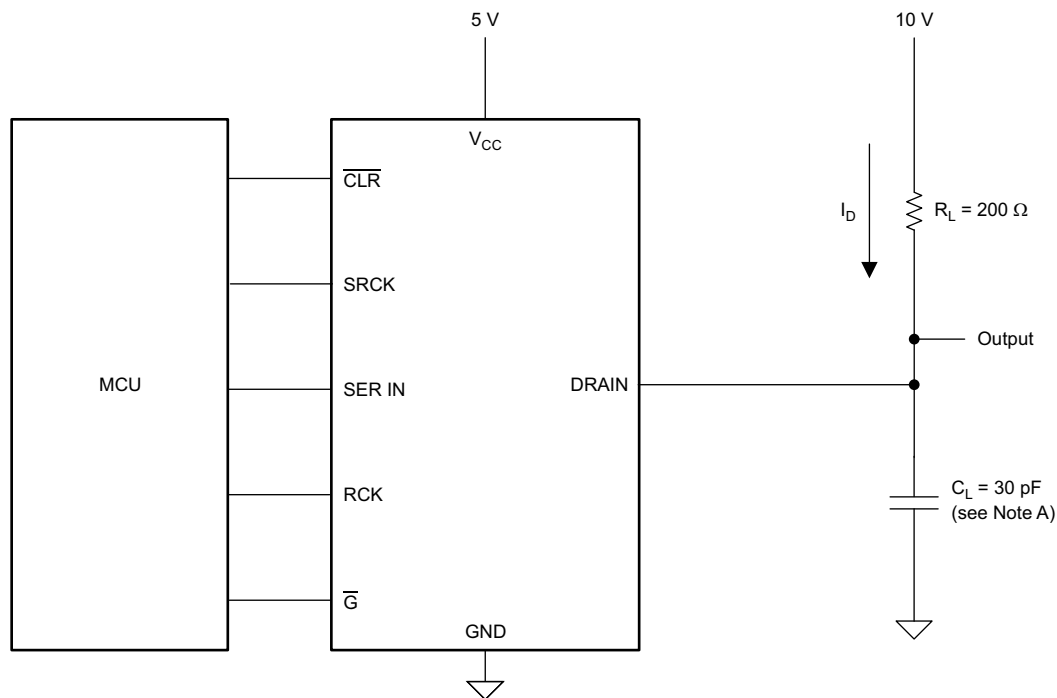 5 V
10 V
V_CC
CLR
SRCK
SER IN
RCK
G
GND
MCU
DRAIN
I_D
R_L = 200 Ω
Output
C_L = 30 pF
(see Note A)